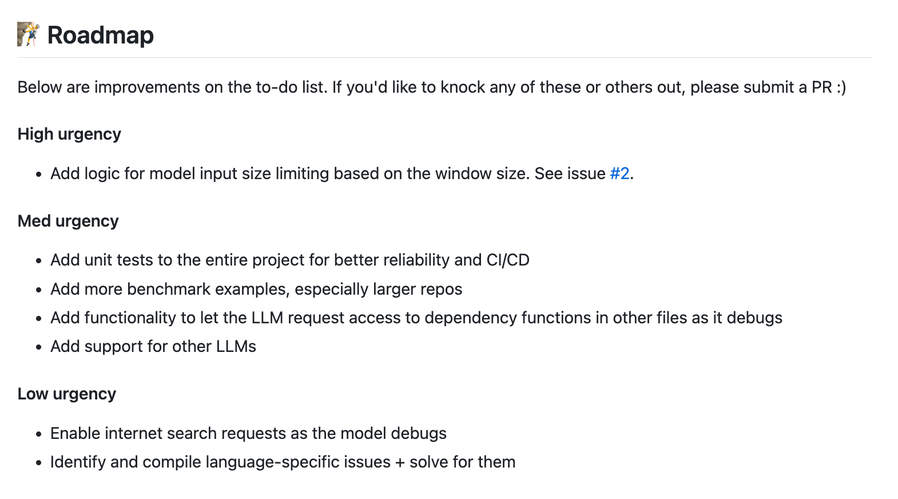 Roadmap
Below are improvements on the to-do list. If you'd like to knock any of these or others out, please submit a PR :)
High urgency
• Add logic for model input size limiting based on the window size. See issue #2.
Med urgency
• Add unit tests to the entire project for better reliability and CI/CD
• Add more benchmark examples, especially larger repos
• Add functionality to let the LLM request access to dependency functions in other files as it debugs
• Add support for other LLMs
Low urgency
• Enable internet search requests as the model debugs
• Identify and compile language-specific issues + solve for them